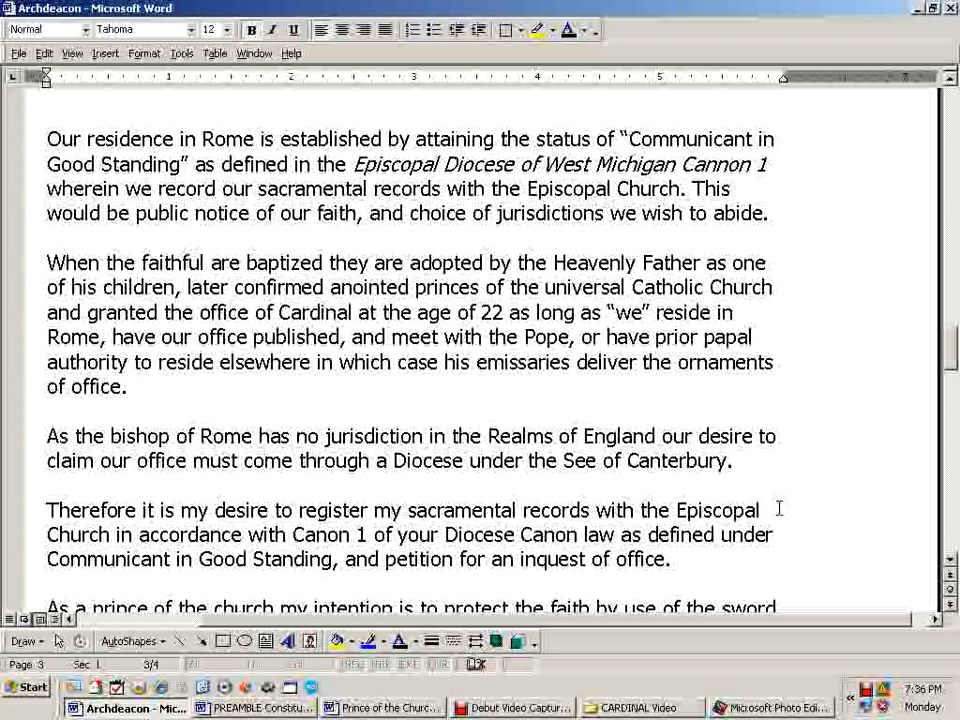 Archdeacon - Microsoft Word
Normal Tahoma 12 B I U
File Edit View Insert Format Tools Table Window Help
1 2 3 4 5 7
Our residence in Rome is established by attaining the status of “Communicant in
Good Standing” as defined in the Episcopal Diocese of West Michigan Cannon 1
wherein we record our sacramental records with the Episcopal Church. This
would be public notice of our faith, and choice of jurisdictions we wish to abide.
When the faithful are baptized they are adopted by the Heavenly Father as one
of his children, later confirmed anointed princes of the universal Catholic Church
and granted the office of Cardinal at the age of 22 as long as “we” reside in
Rome, have our office published, and meet with the Pope, or have prior papal
authority to reside elsewhere in which case his emissaries deliver the ornaments
of office.
As the bishop of Rome has no jurisdiction in the Realms of England our desire to
claim our office must come through a Diocese under the See of Canterbury.
Therefore it is my desire to register my sacramental records with the Episcopal
Church in accordance with Canon 1 of your Diocese Canon law as defined under
Communicant in Good Standing, and petition for an inquest of office.
As a prince of the church my intention is to protect the faith by use of the sword
Draw AutoShapes
Page 3 Sec 1 3/4
Start 7:36 PM
Archdeacon - Mic... PREAMBLE Constitu... Prince of the Churc... Debut Video Captur... CARDINAL Video Microsoft Photo Edi...
Monday